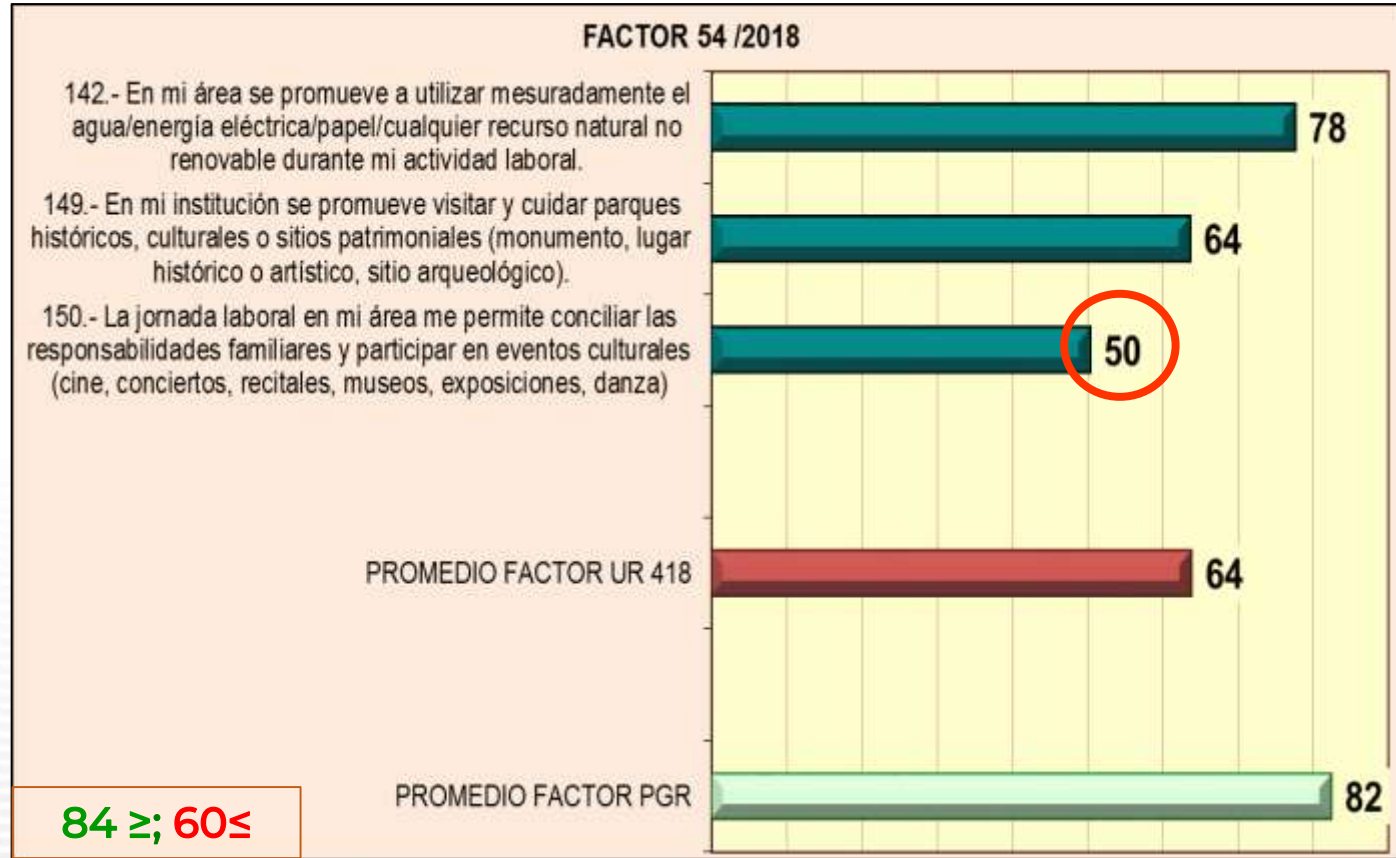 FACTOR 54 /2018
142.- En mi área se promueve a utilizar mesuradamente el
agua/energía eléctrica/papel/cualquier recurso natural no
renovable durante mi actividad laboral.
78
149.- En mi institución se promueve visitar y cuidar parques
históricos, culturales o sitios patrimoniales (monumento, lugar
histórico o artístico, sitio arqueológico).
64
150.- La jornada laboral en mi área me permite conciliar las
responsabilidades familiares y participar en eventos culturales
(cine, conciertos, recitales, museos, exposiciones, danza)
50
PROMEDIO FACTOR UR 418
64
PROMEDIO FACTOR PGR
82
84 ≥; 60≤